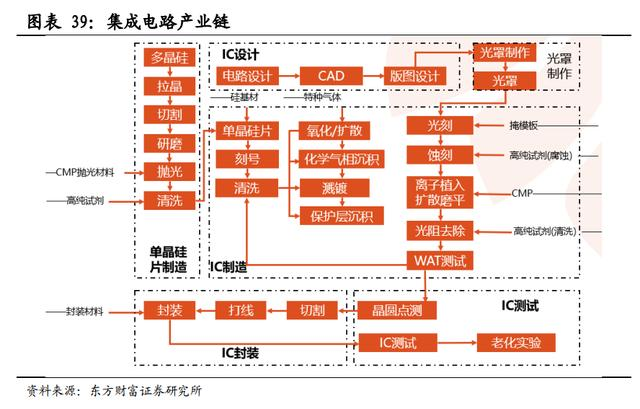 图表 39：集成电路产业链
多晶硅
拉晶
切割
研磨
抛光
清洗
单晶硅
片制造
CMP抛光材料
高纯试剂
IC设计
电路设计
CAD
版图设计
光罩制作
光罩
光罩
制作
硅基材
特种气体
单晶硅片
刻号
清洗
氧化/扩散
化学气相沉积
溅镀
保护层沉积
光刻
蚀刻
离子植入
扩散磨平
光阻去除
WAT测试
掩模板
高纯试剂(腐蚀)
CMP
高纯试剂(清洗)
IC制造
封装材料
封装
打线
切割
IC封装
晶圆点测
IC测试
IC测试
老化实验
资料来源：东方财富证券研究所